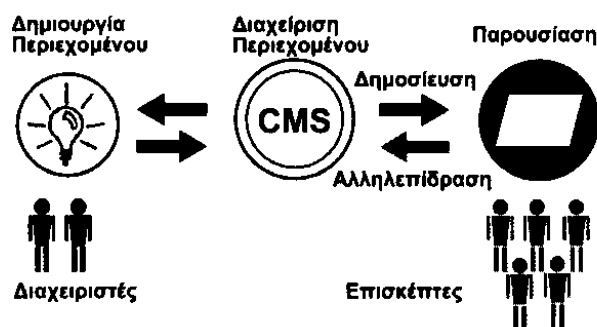 Δημιουργία
Περιεχομένου
Διαχείριση
Περιεχομένου
Παρουσίαση
Δημοσίευση
CMS
Αλληλεπίδραση
Διαχειριστές
Επισκέπτες